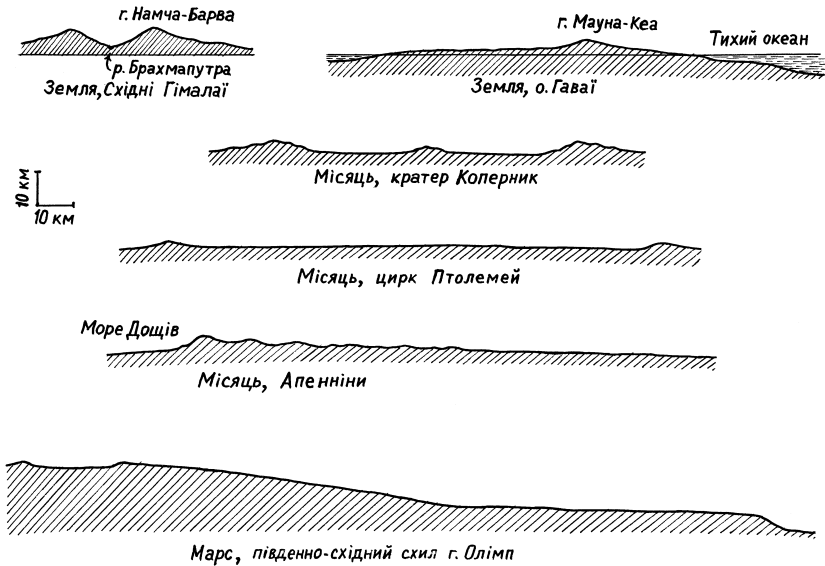 г. Намча-Барва
р. Брахмапутра
Земля, Східні Гімалаї
г. Мауна-Кеа
Тихий океан
Земля, о. Гаваї
Місяць, кратер Коперник
10 км
10 км
Місяць, цирк Птолемей
Море Дощів
Місяць, Апенніни
Марс, південно-східний схил г. Олімп